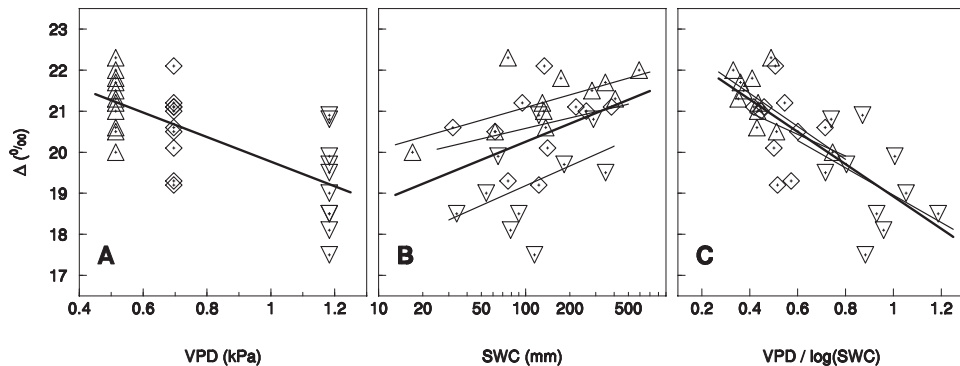 23
22
21
20
19
18
17
Δ (⁰/₀₀)
A
B
C
0.4 0.6 0.8 1 1.2
10 50 100 500
0.2 0.4 0.6 0.8 1 1.2
VPD (kPa)
SWC (mm)
VPD / log(SWC)